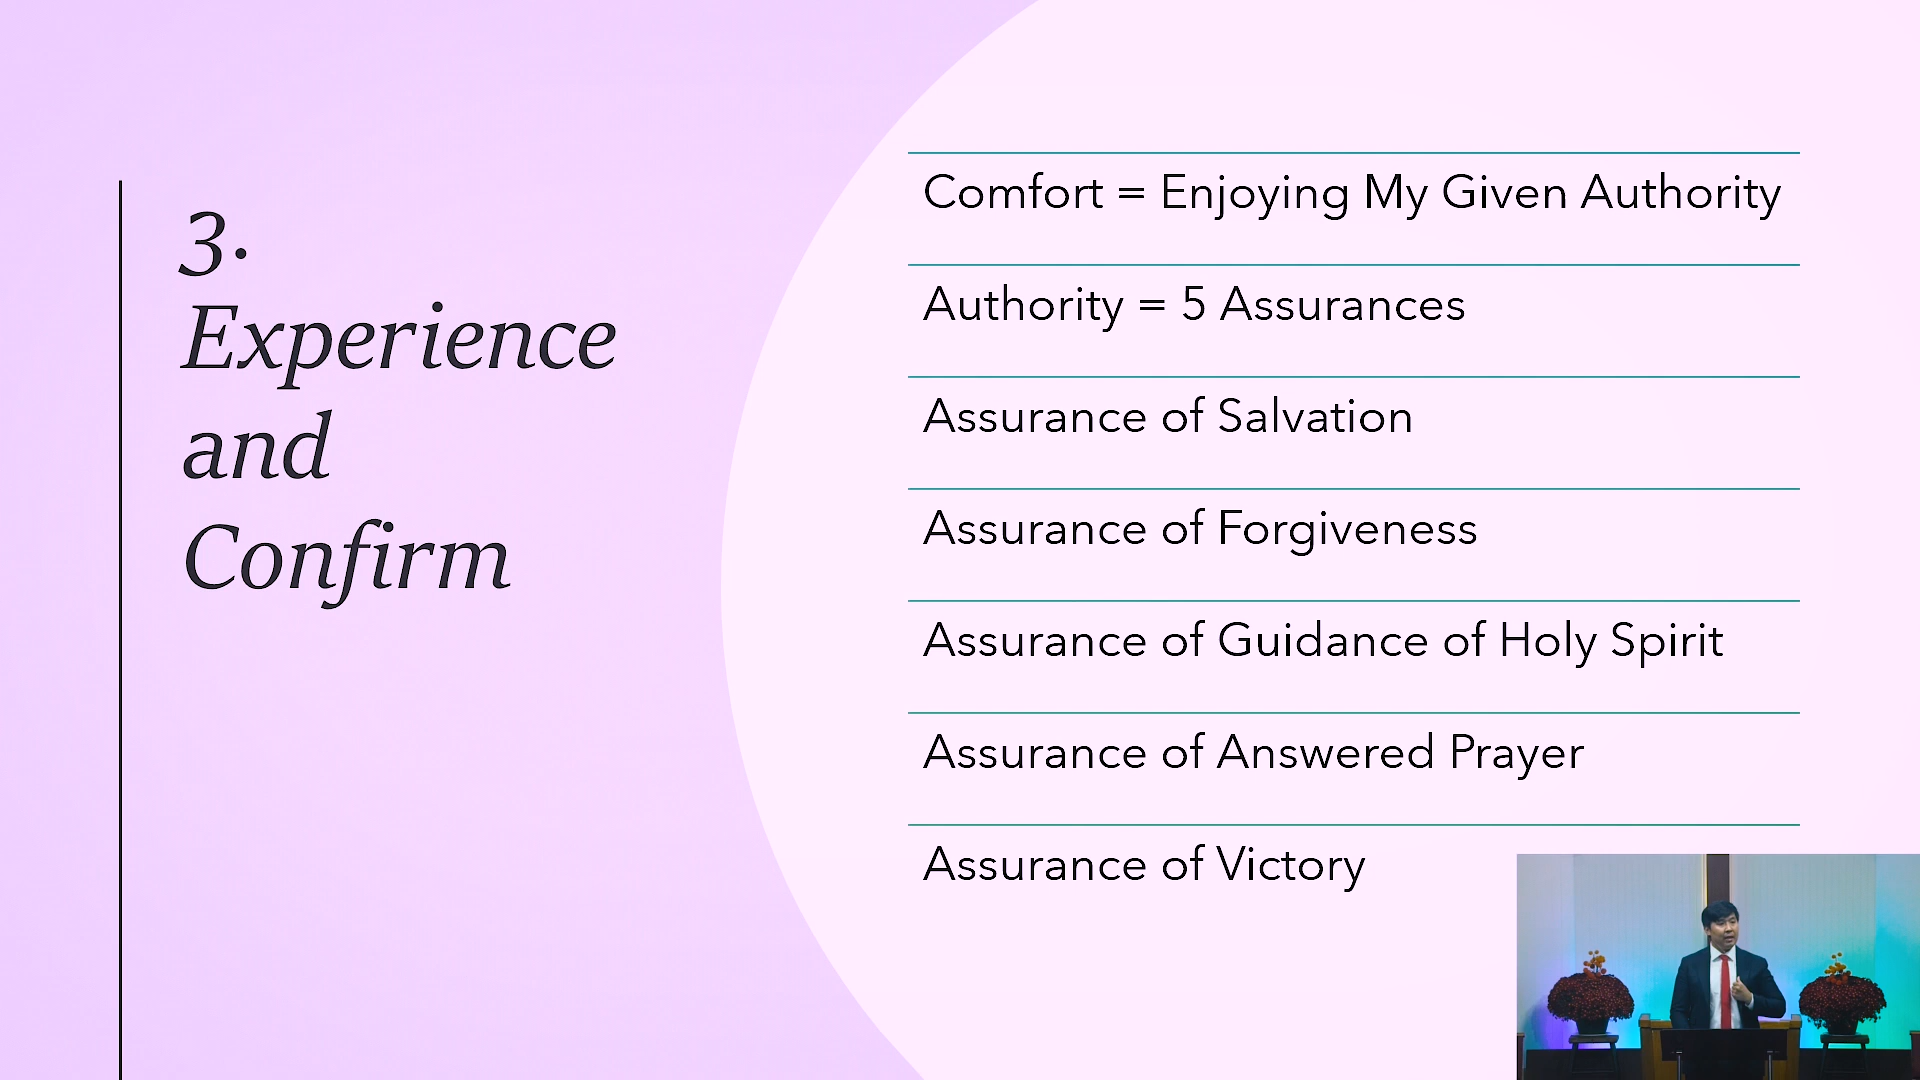 3.
Experience
and
Confirm
Comfort = Enjoying My Given Authority
Authority = 5 Assurances
Assurance of Salvation
Assurance of Forgiveness
Assurance of Guidance of Holy Spirit
Assurance of Answered Prayer
Assurance of Victory